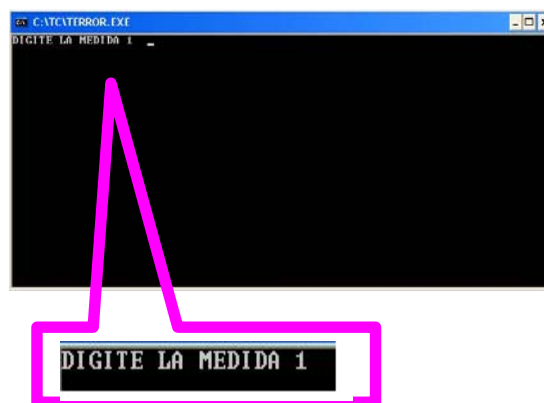 C:\TC\TERROR.EXE
DIGITE LA MEDIDA 1 _
DIGITE LA MEDIDA 1